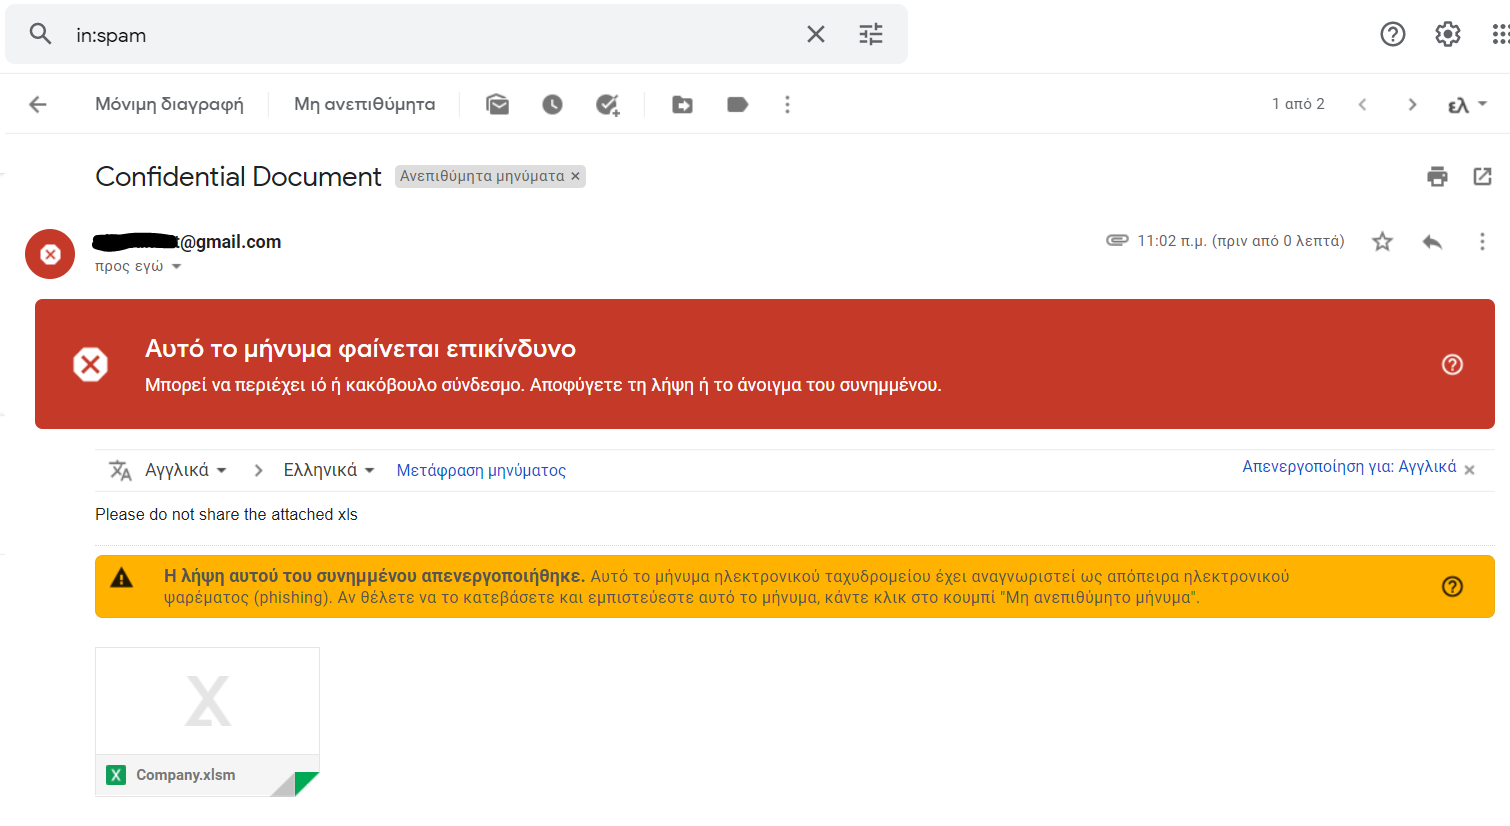 in:spam
Μόνιμη διαγραφή Μη ανεπιθύμητα 1 από 2 ελ
Confidential Document Ανεπιθύμητα μηνύματα ×
t@gmail.com 11:02 π.μ. (πριν από 0 λεπτά)
προς εγώ
Αυτό το μήνυμα φαίνεται επικίνδυνο
Μπορεί να περιέχει ιό ή κακόβουλο σύνδεσμο. Αποφύγετε τη λήψη ή το άνοιγμα του συνημμένου.
Αγγλικά > Ελληνικά Μετάφραση μηνύματος Απενεργοποίηση για: Αγγλικά ×
Please do not share the attached xls
Η λήψη αυτού του συνημμένου απενεργοποιήθηκε. Αυτό το μήνυμα ηλεκτρονικού ταχυδρομείου έχει αναγνωριστεί ως απόπειρα ηλεκτρονικού
ψαρέματος (phishing). Αν θέλετε να το κατεβάσετε και εμπιστεύεστε αυτό το μήνυμα, κάντε κλικ στο κουμπί "Μη ανεπιθύμητο μήνυμα".
X Company.xlsm